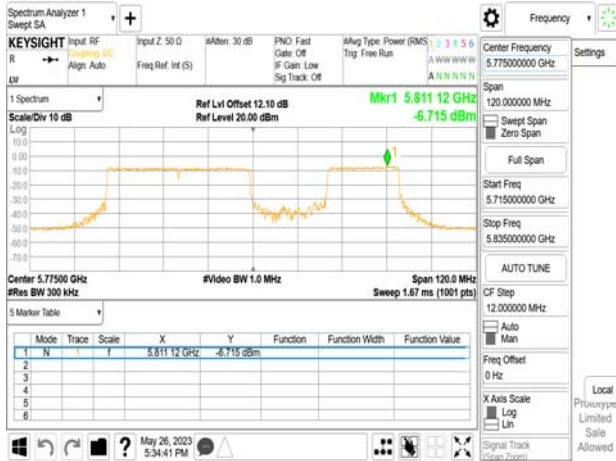 Spectrum Analyzer 1
Swept SA
Frequency
KEYSIGHT
R
LXI
Input: RF
Coupling: DC
Align: Auto
Input Z: 50 Ω
Freq Ref: Int (S)
#Atten: 30 dB
PNO: Fast
Gate: Off
IF Gain: Low
Sig Track: Off
#Avg Type: Power (RMS
Trig: Free Run
1 2 3 4 5 6
A W W W W W
A N N N N N
Center Frequency
5.775000000 GHz
Settings
1 Spectrum
Scale/Div 10 dB
Ref Lvl Offset 12.10 dB
Ref Level 20.00 dBm
Mkr1 5.811 12 GHz
-6.715 dBm
Log
10.0
0.00
-10.0
-20.0
-30.0
-40.0
-50.0
-60.0
-70.0
1
Center 5.77500 GHz
#Video BW 1.0 MHz
Span 120.0 MHz
#Res BW 300 kHz
Sweep 1.67 ms (1001 pts)
Span
120.000000 MHz
Swept Span
Zero Span
Full Span
Start Freq
5.715000000 GHz
Stop Freq
5.835000000 GHz
AUTO TUNE
CF Step
12.000000 MHz
Auto
Man
Freq Offset
0 Hz
X Axis Scale
Log
Lin
Signal Track
(Span Zoom)
Local
Prototype
Limited
Sale
Allowed
5 Marker Table
Mode Trace Scale X Y Function Function Width Function Value
1 N 1 f 5.811 12 GHz -6.715 dBm
2
3
4
5
6
?
May 26, 2023
5:34:41 PM